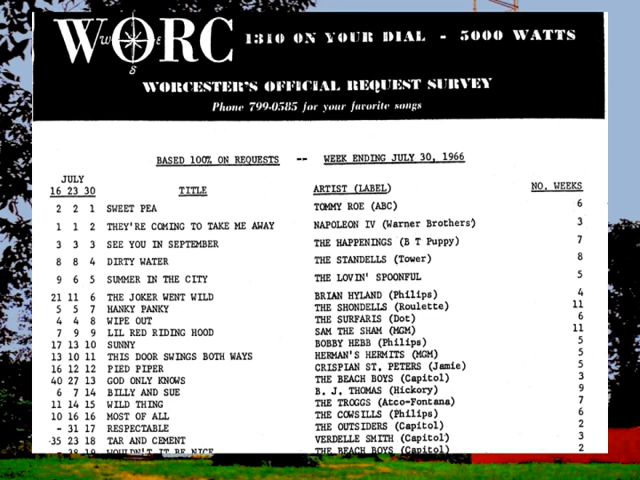 WORC 1310 ON YOUR DIAL - 5000 WATTS
W E
S
WORCESTER'S OFFICIAL REQUEST SURVEY
Phone 799-0585 for your favorite songs
BASED 100% ON REQUESTS -- WEEK ENDING JULY 30, 1966
JULY
16 23 30 TITLE ARTIST (LABEL) NO. WEEKS
2 2 1 SWEET PEA TOMMY ROE (ABC) 6
1 1 2 THEY'RE COMING TO TAKE ME AWAY NAPOLEON IV (Warner Brothers) 3
3 3 3 SEE YOU IN SEPTEMBER THE HAPPENINGS (B T Puppy) 7
8 8 4 DIRTY WATER THE STANDELLS (Tower) 8
9 6 5 SUMMER IN THE CITY THE LOVIN' SPOONFUL 5
21 11 6 THE JOKER WENT WILD BRIAN HYLAND (Philips) 4
5 5 7 HANKY PANKY THE SHONDELLS (Roulette) 11
4 4 8 WIPE OUT THE SURFARIS (Dot) 6
7 9 9 LIL RED RIDING HOOD SAM THE SHAM (MGM) 11
17 13 10 SUNNY BOBBY HEBB (Philips) 5
13 10 11 THIS DOOR SWINGS BOTH WAYS HERMAN'S HERMITS (MGM) 5
16 12 12 PIED PIPER CRISPIAN ST. PETERS (Jamie) 5
40 27 13 GOD ONLY KNOWS THE BEACH BOYS (Capitol) 3
6 7 14 BILLY AND SUE B. J. THOMAS (Hickory) 9
11 14 15 WILD THING THE TROGGS (Atco-Fontana) 7
10 16 16 MOST OF ALL THE COWSILLS (Philips) 6
- 31 17 RESPECTABLE THE OUTSIDERS (Capitol) 2
35 23 18 TAR AND CEMENT VERDELLE SMITH (Capitol) 3
- 38 19 WOULDN'T IT BE NICE THE BEACH BOYS (Capitol) 2